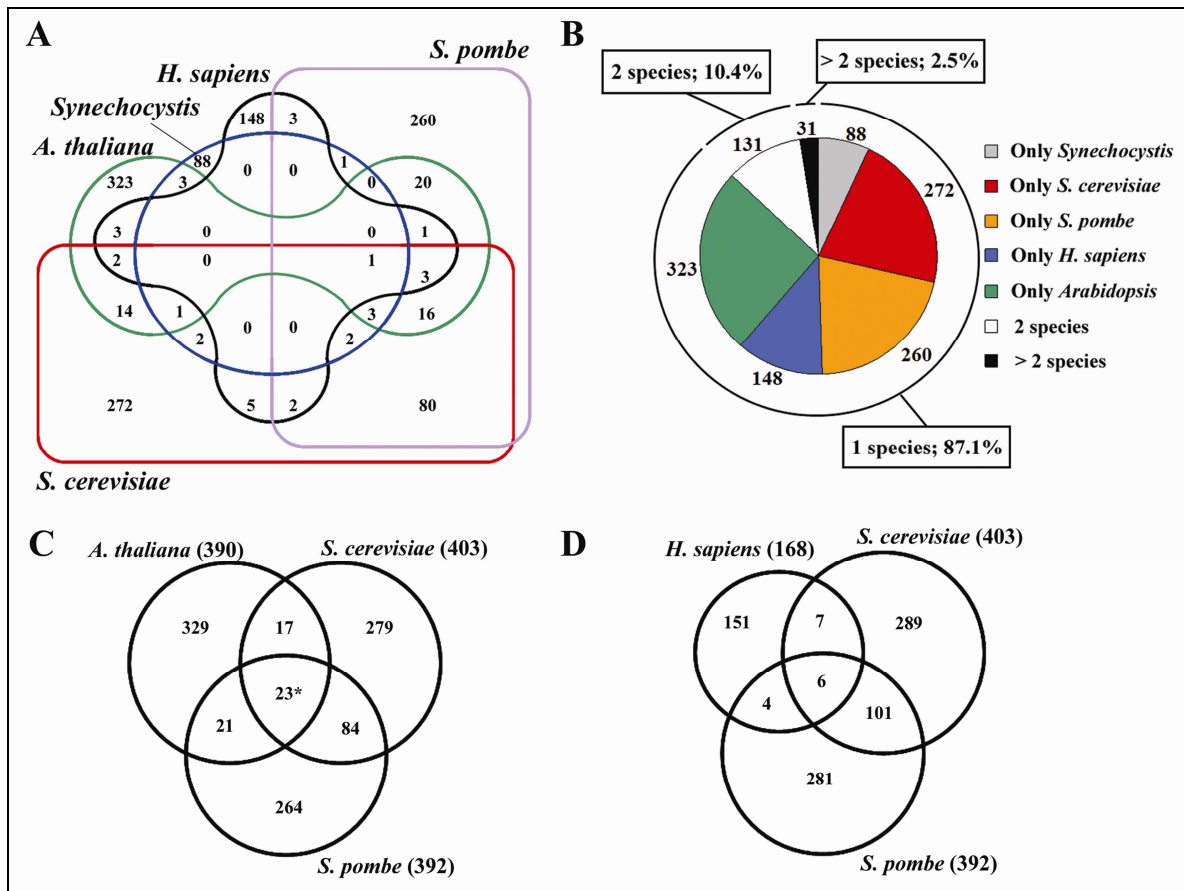 A
S. pombe
H. sapiens
Synechocystis
A. thaliana
148 3 260
88 1
323 3 0 0 0 20
3 0 0 1
2 0 1 3
14 1 3 16
2 0 0 2
272 5 2 80
S. cerevisiae
B
2 species; 10.4%
> 2 species; 2.5%
131 31 88
272
323
260
148
1 species; 87.1%
Only Synechocystis
Only S. cerevisiae
Only S. pombe
Only H. sapiens
Only Arabidopsis
2 species
> 2 species
C
A. thaliana (390)
S. cerevisiae (403)
329 17 279
23*
21 84
264
S. pombe (392)
D
H. sapiens (168)
S. cerevisiae (403)
151 7 289
6
4 101
281
S. pombe (392)